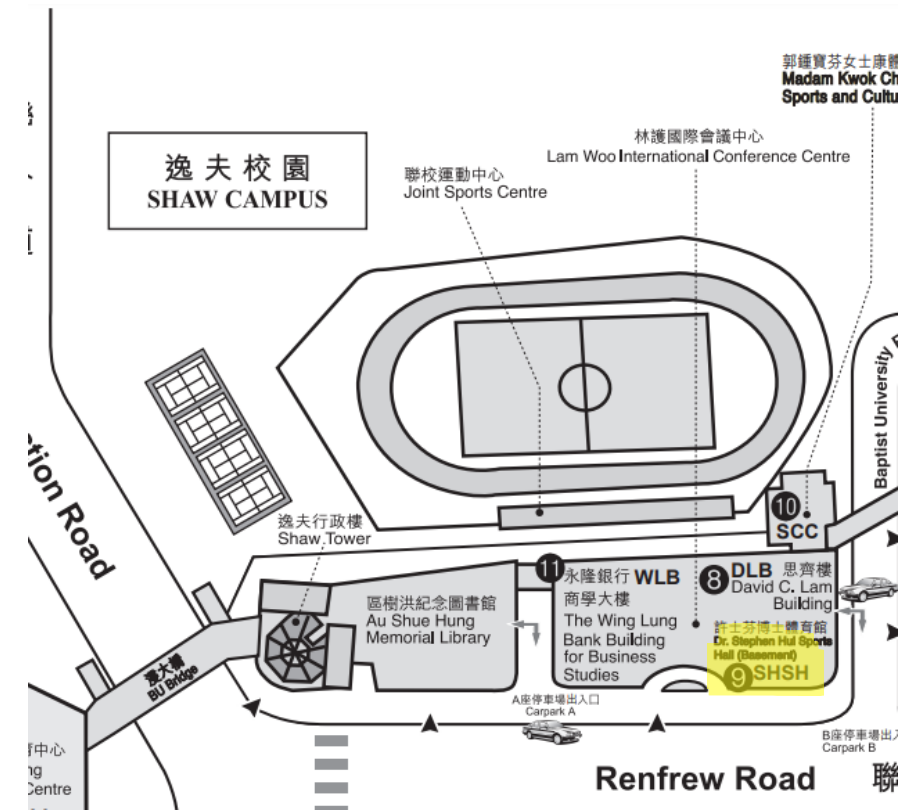 郭鍾寶芬女士康體
Madam Kwok Ch
Sports and Cultu
林護國際會議中心
Lam Woo International Conference Centre
逸夫校園
SHAW CAMPUS
聯校運動中心
Joint Sports Centre
Baptist University
ction Road
10
SCC
逸夫行政樓
Shaw Tower
11
永隆銀行 WLB
商學大樓
The Wing Lung
Bank Building
for Business
Studies
8
DLB 思齊樓
David C. Lam
Building
區樹洪紀念圖書館
Au Shue Hung
Memorial Library
許士芬博士體育館
Dr. Stephen Hui Sports
Hall (Basement)
9 SHSH
浸大橋
BU Bridge
A座停車場出入口
Carpark A
B座停車場出入
Carpark B
育中心
ng
Centre
Renfrew Road
聯